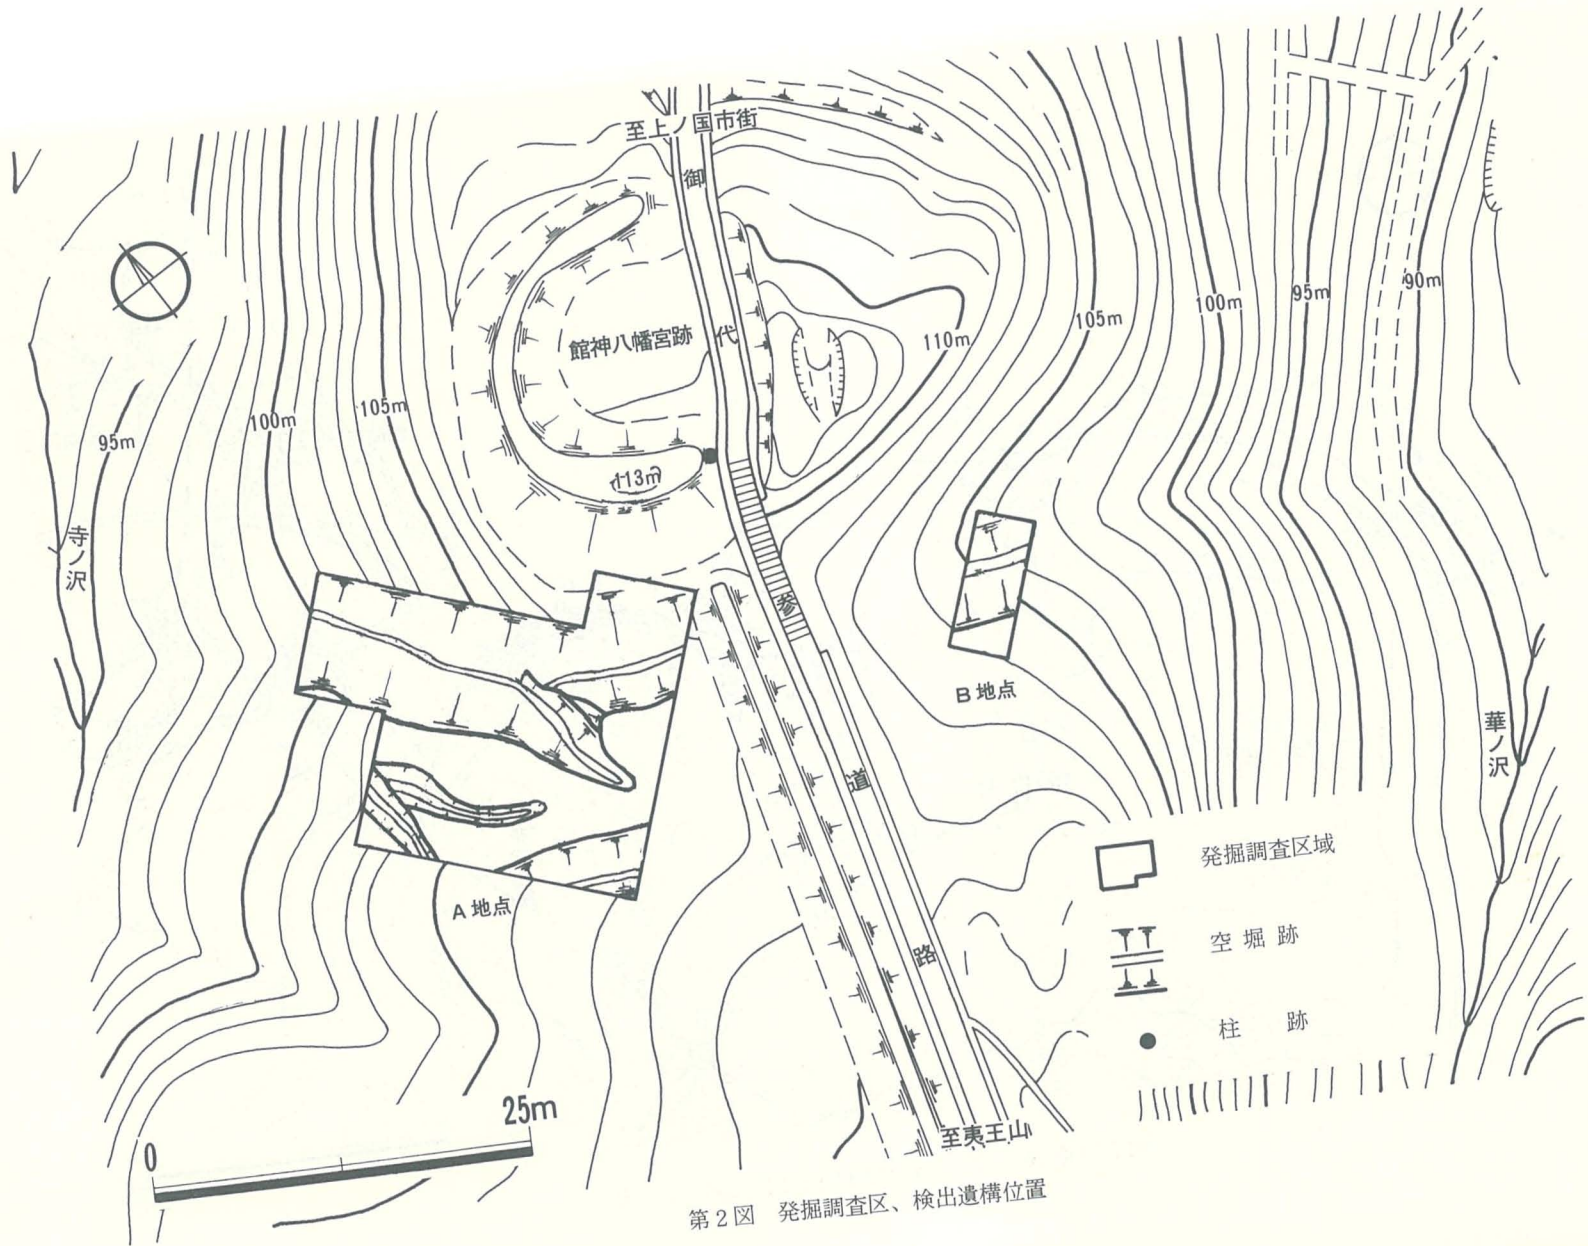 至上ノ国市街
御
代
参
道
路
館神八幡宮跡
113m
110m
105m
100m
95m
90m
105m
100m
95m
寺ノ沢
華ノ沢
A 地点
B 地点
発掘調査区域
空堀跡
柱 跡
0
25m
至夷王山
第2図 発掘調査区、検出遺構位置